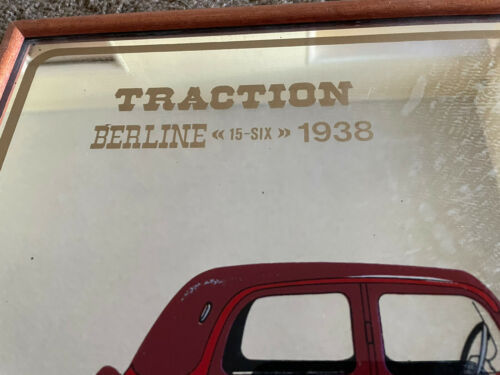 TRACTION
BERLINE « 15-SIX » 1938